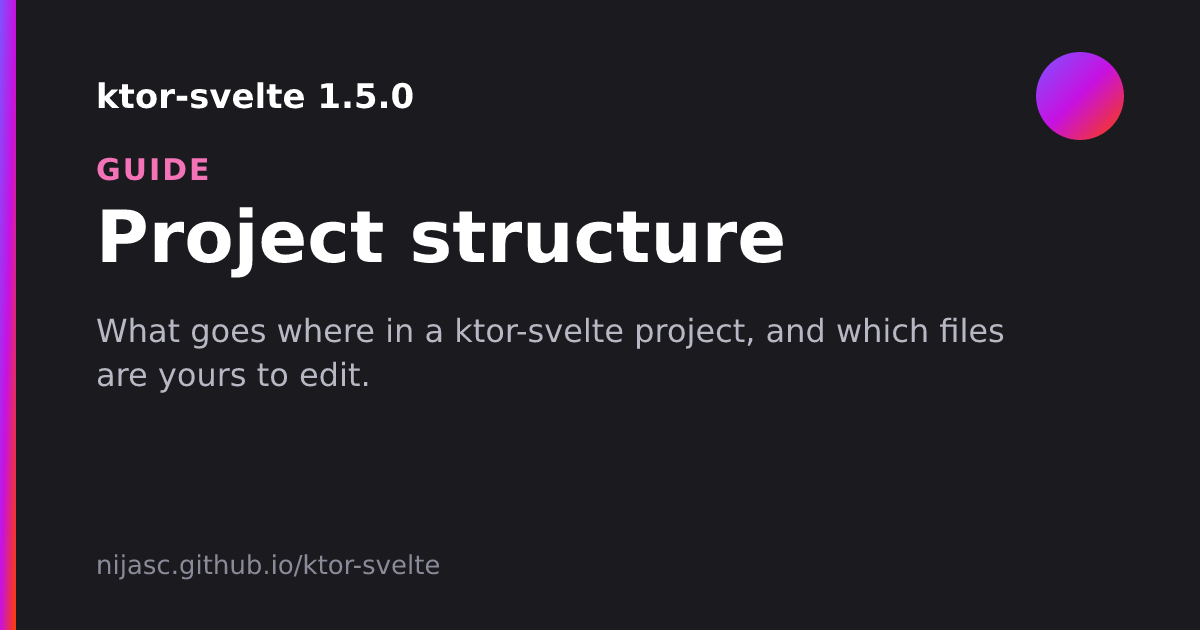 ktor-svelte 1.5.0
GUIDE
Project structure
What goes where in a ktor-svelte project, and which files
are yours to edit.
nijasc.github.io/ktor-svelte